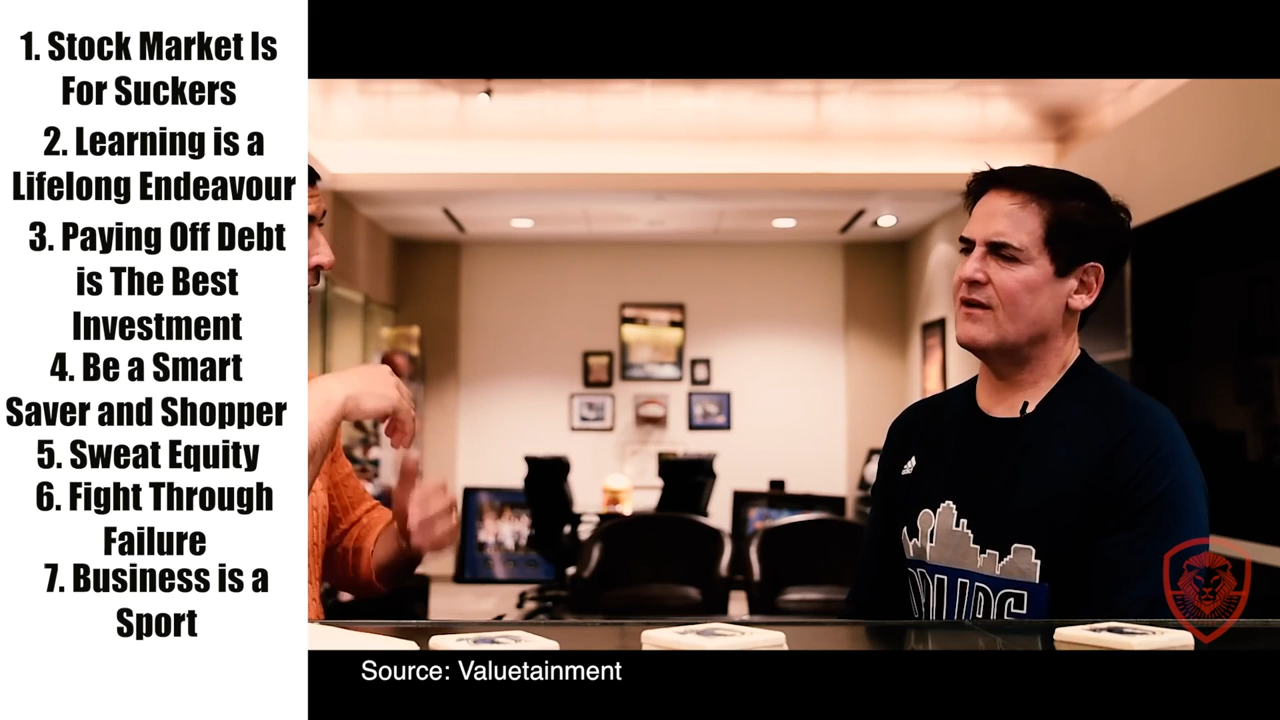 1. Stock Market Is
For Suckers
2. Learning is a
Lifelong Endeavour
3. Paying Off Debt
is The Best
Investment
4. Be a Smart
Saver and Shopper
5. Sweat Equity
6. Fight Through
Failure
7. Business is a
Sport
Source: Valuetainment